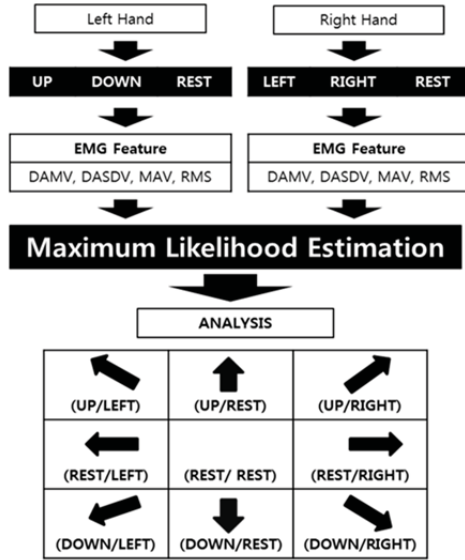 Left Hand Right Hand
UP DOWN REST LEFT RIGHT REST
EMG Feature EMG Feature
DAMV, DASDV, MAV, RMS DAMV, DASDV, MAV, RMS
Maximum Likelihood Estimation
ANALYSIS
(UP/LEFT) (UP/REST) (UP/RIGHT)
(REST/LEFT) (REST/ REST) (REST/RIGHT)
(DOWN/LEFT) (DOWN/REST) (DOWN/RIGHT)